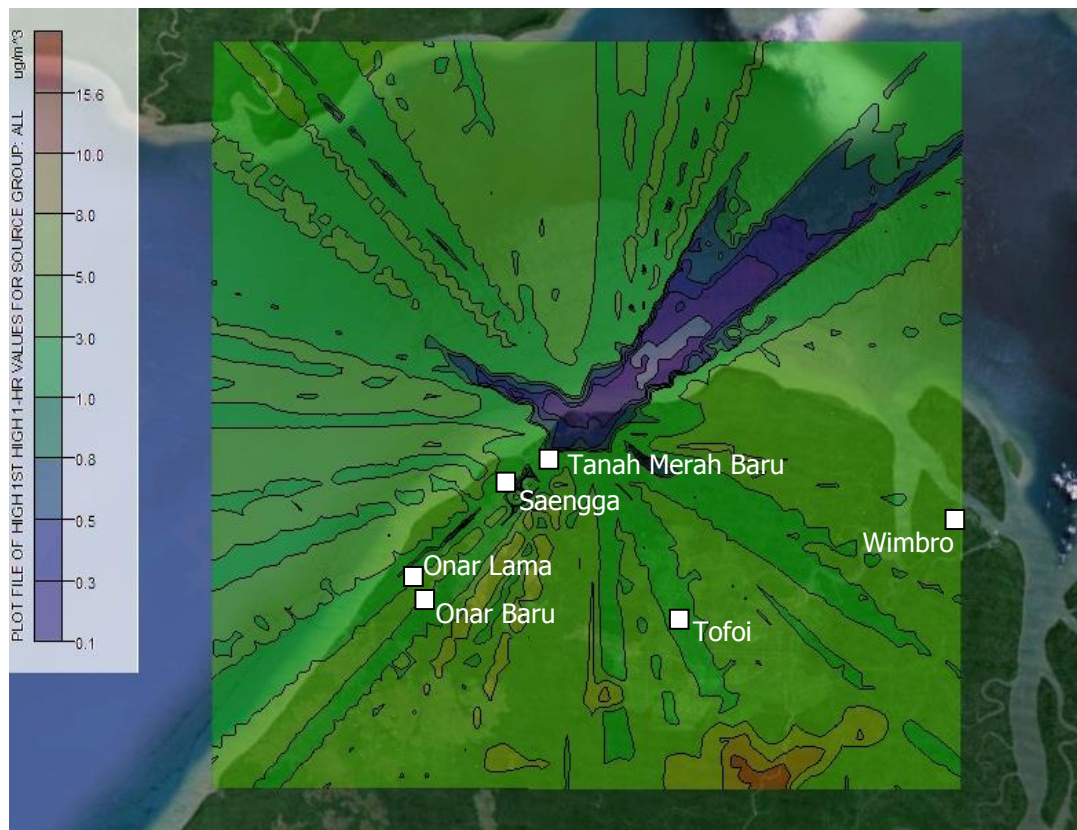 PLOT FILE OF HIGH 1ST HIGH 1-HR VALUES FOR SOURCE GROUP: ALL ug/m^3
15.6
10.0
8.0
5.0
3.0
1.0
0.8
0.5
0.3
0.1
Tanah Merah Baru
Saengga
Wimbro
Onar Lama
Onar Baru
Tofoi